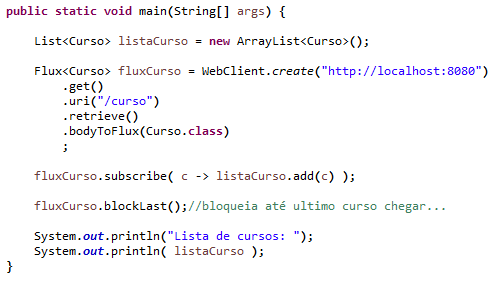 public static void main(String[] args) {
List<Curso> listaCurso = new ArrayList<Curso>();
Flux<Curso> fluxCurso = WebClient.create("http://localhost:8080")
.get()
.uri("/curso")
.retrieve()
.bodyToFlux(Curso.class)
;
fluxCurso.subscribe( c -> listaCurso.add(c) );
fluxCurso.blockLast();//bloqueia até ultimo curso chegar...
System.out.println("Lista de cursos: ");
System.out.println( listaCurso );
}